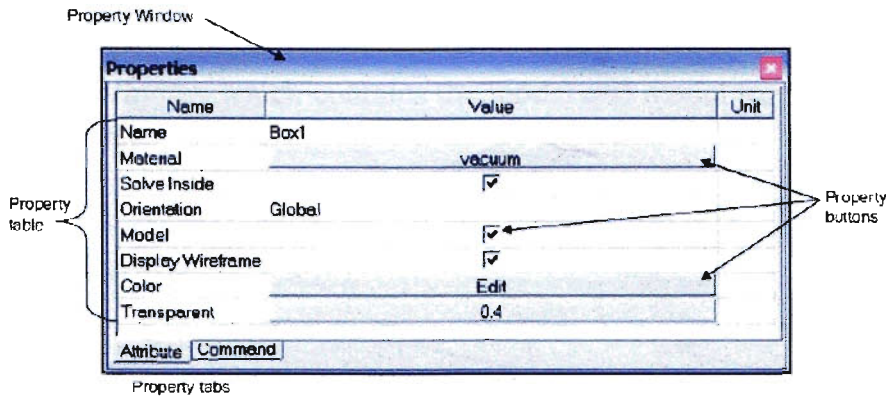 Property Window
Properties
Name Value Unit
Name Box1
Material vacuum
Solve Inside
Orientation Global
Model
Display Wireframe
Color Edit
Transparent 0.4
Attribute Command
Property table
Property buttons
Property tabs